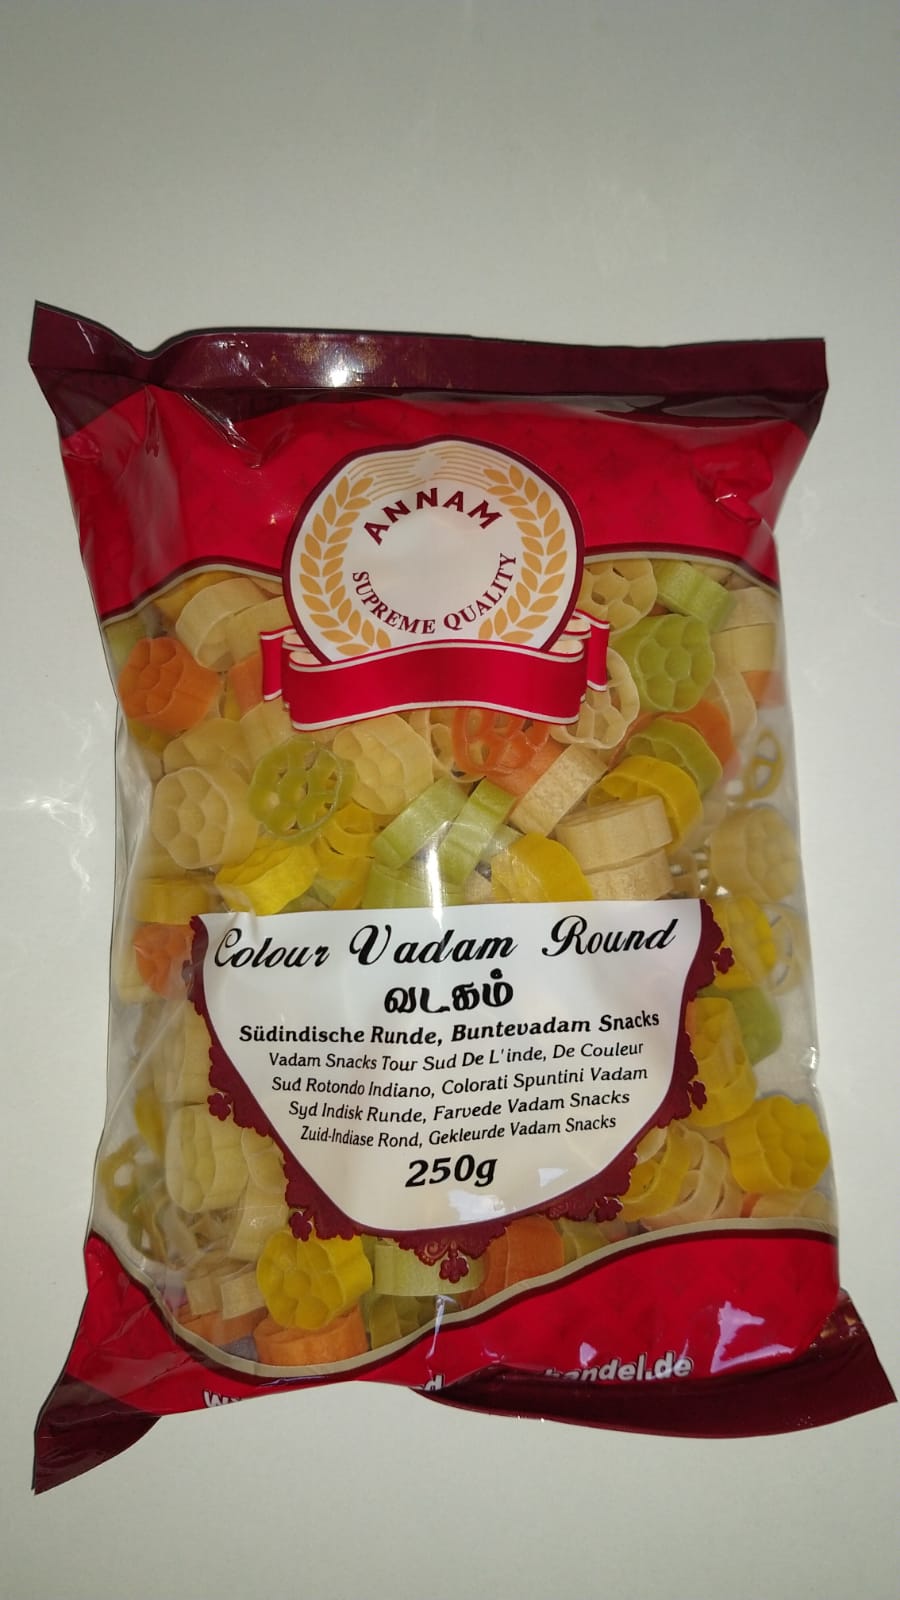 ANNAM
SUPREME QUALITY
Colour Vadam Round
வடகம்
Südindische Runde, Buntevadam Snacks
Vadam Snacks Tour Sud De L'inde, De Couleur
Sud Rotondo Indiano, Colorati Spuntini Vadam
Syd Indisk Runde, Farvede Vadam Snacks
Zuid-Indiase Rond, Gekleurde Vadam Snacks
250g